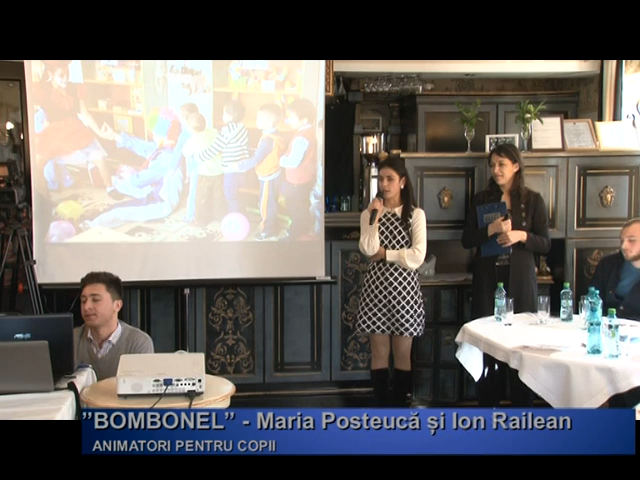 ”BOMBONEL” - Maria Posteucă și Ion Railean
ANIMATORI PENTRU COPII